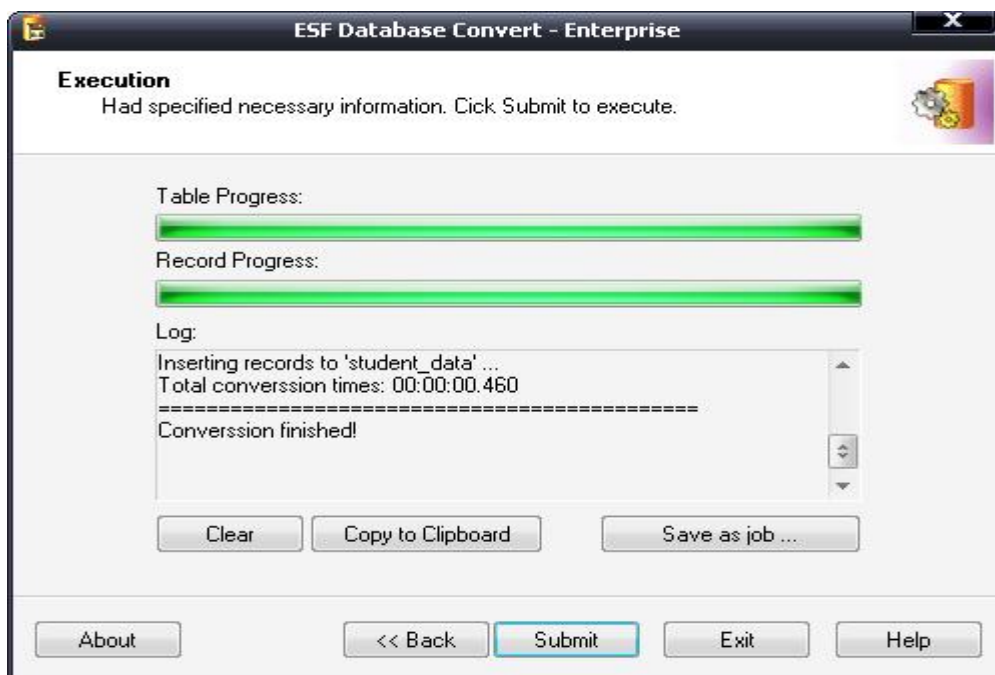 ESF Database Convert - Enterprise
X
Execution
Had specified necessary information. Cick Submit to execute.
Table Progress:
Record Progress:
Log:
Inserting records to 'student_data' ...
Total converssion times: 00:00:00.460
=============================================
Converssion finished!
Clear Copy to Clipboard Save as job ...
About << Back Submit Exit Help